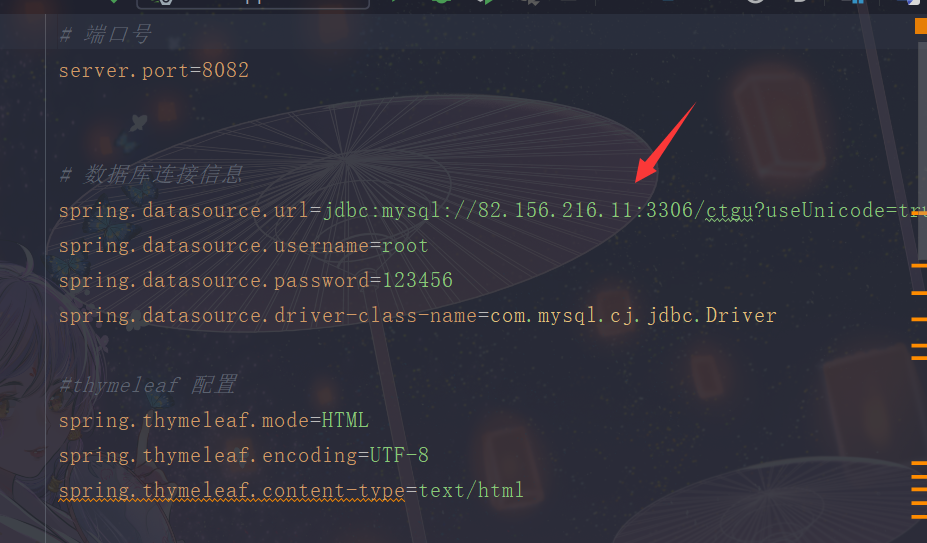 # 端口号
server.port=8082
# 数据库连接信息
spring.datasource.url=jdbc:mysql://82.156.216.11:3306/ctgu?useUnicode=tru
spring.datasource.username=root
spring.datasource.password=123456
spring.datasource.driver-class-name=com.mysql.cj.jdbc.Driver
#thymeleaf 配置
spring.thymeleaf.mode=HTML
spring.thymeleaf.encoding=UTF-8
spring.thymeleaf.content-type=text/html